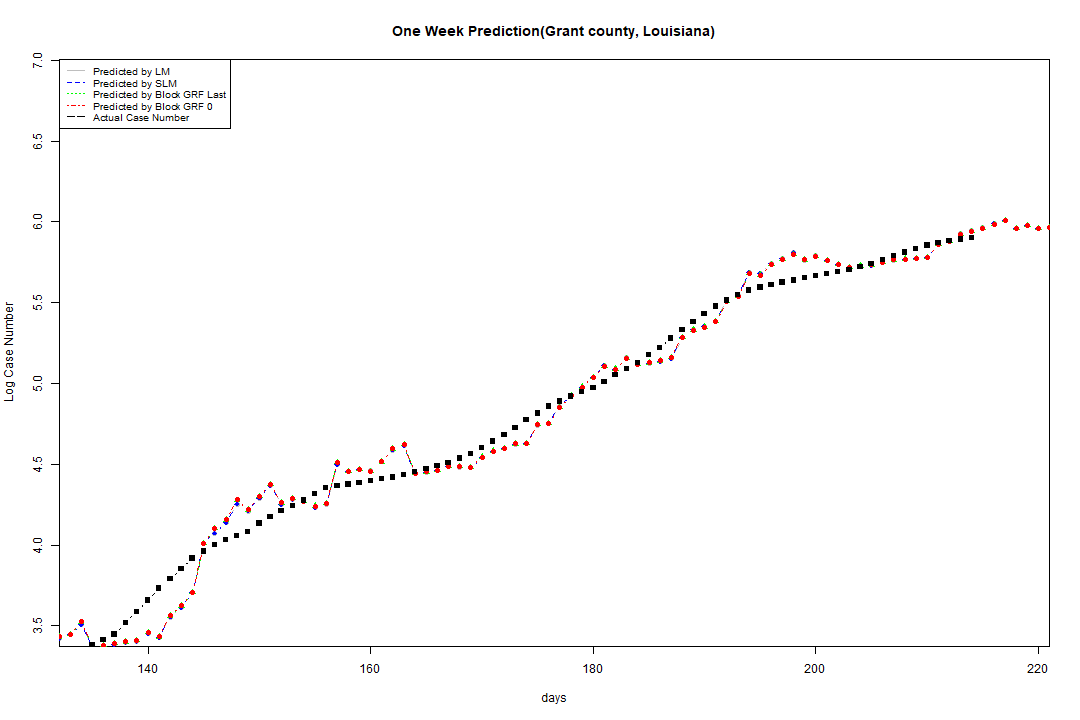 One Week Prediction(Grant county, Louisiana)
Predicted by LM
Predicted by SLM
Predicted by Block GRF Last
Predicted by Block GRF 0
Actual Case Number
7.0
6.5
6.0
5.5
5.0
4.5
4.0
3.5
Log Case Number
140 160 180 200 220
days